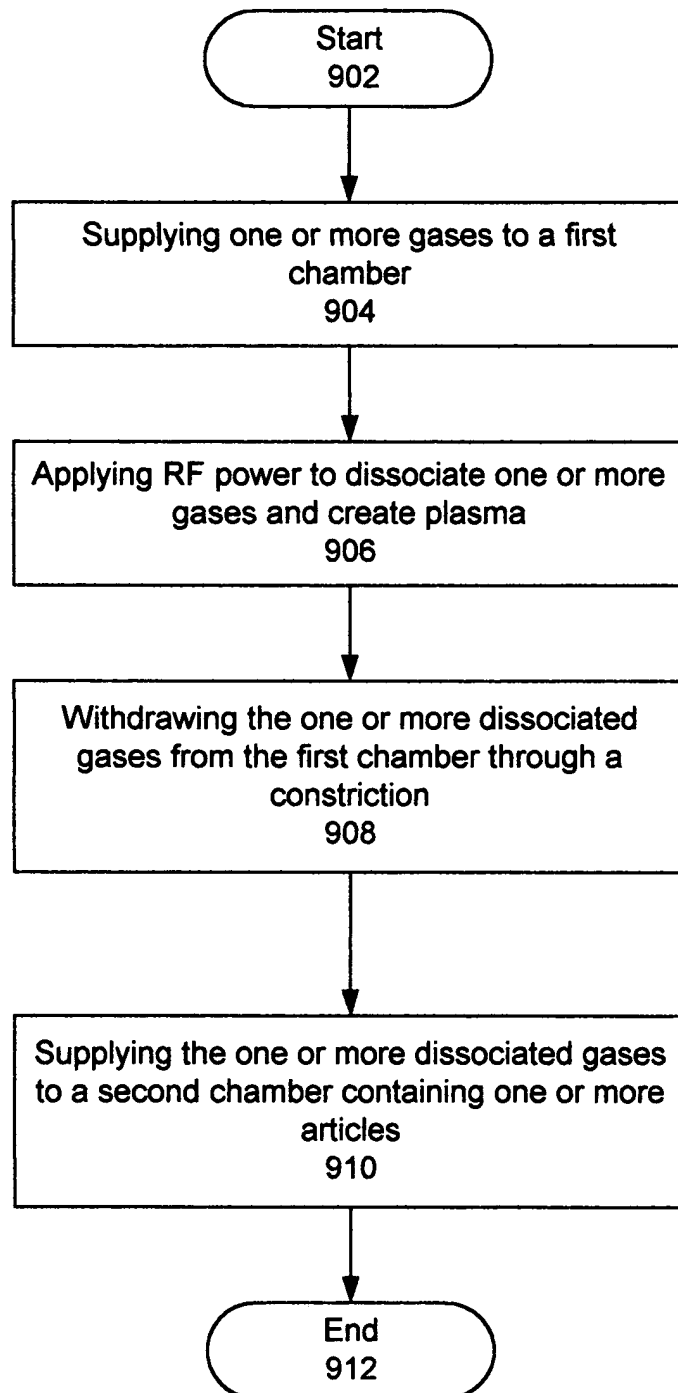 Start
902
Supplying one or more gases to a first
chamber
904
Applying RF power to dissociate one or more
gases and create plasma
906
Withdrawing the one or more dissociated
gases from the first chamber through a
constriction
908
Supplying the one or more dissociated gases
to a second chamber containing one or more
articles
910
End
912